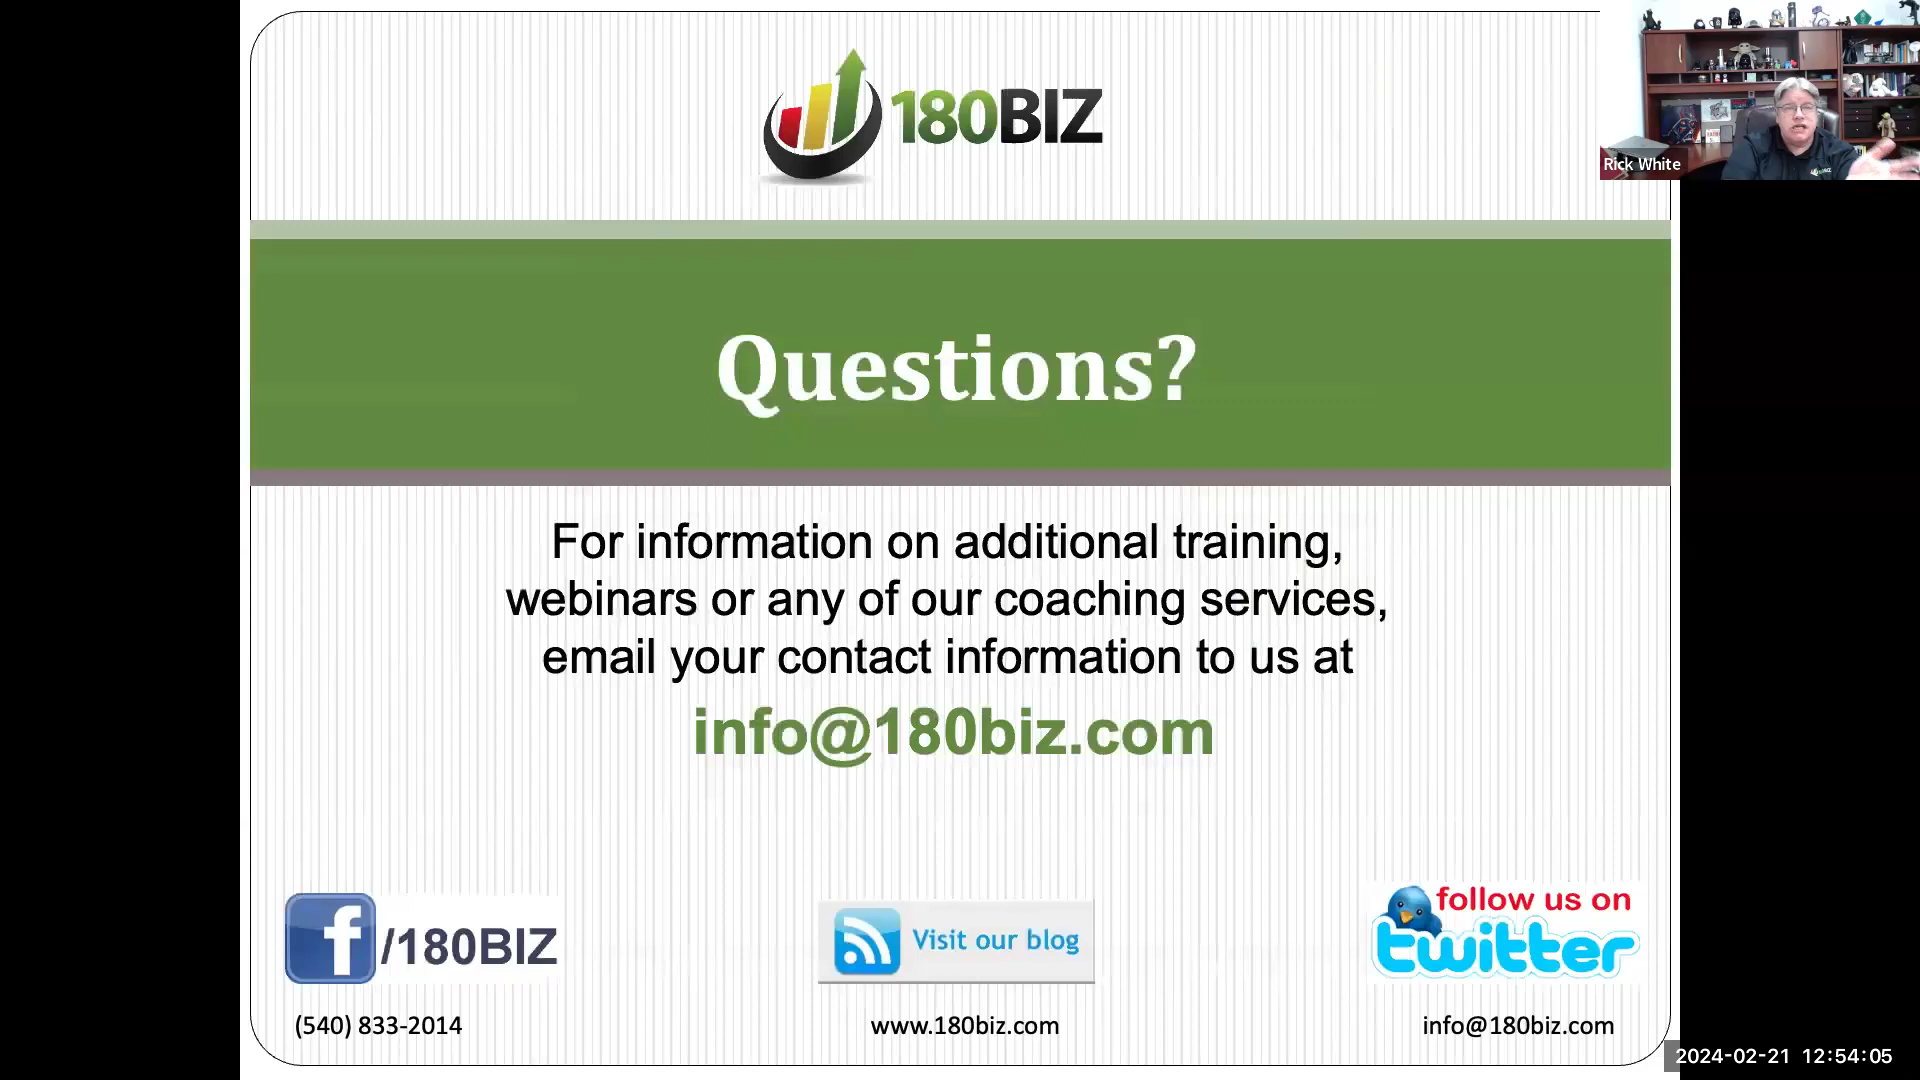 180BIZ
Rick White
Questions?
For information on additional training,
webinars or any of our coaching services,
email your contact information to us at
info@180biz.com
f/180BIZ
Visit our blog
follow us on
twitter
(540) 833-2014
www.180biz.com
info@180biz.com
2024-02-21 12:54:05